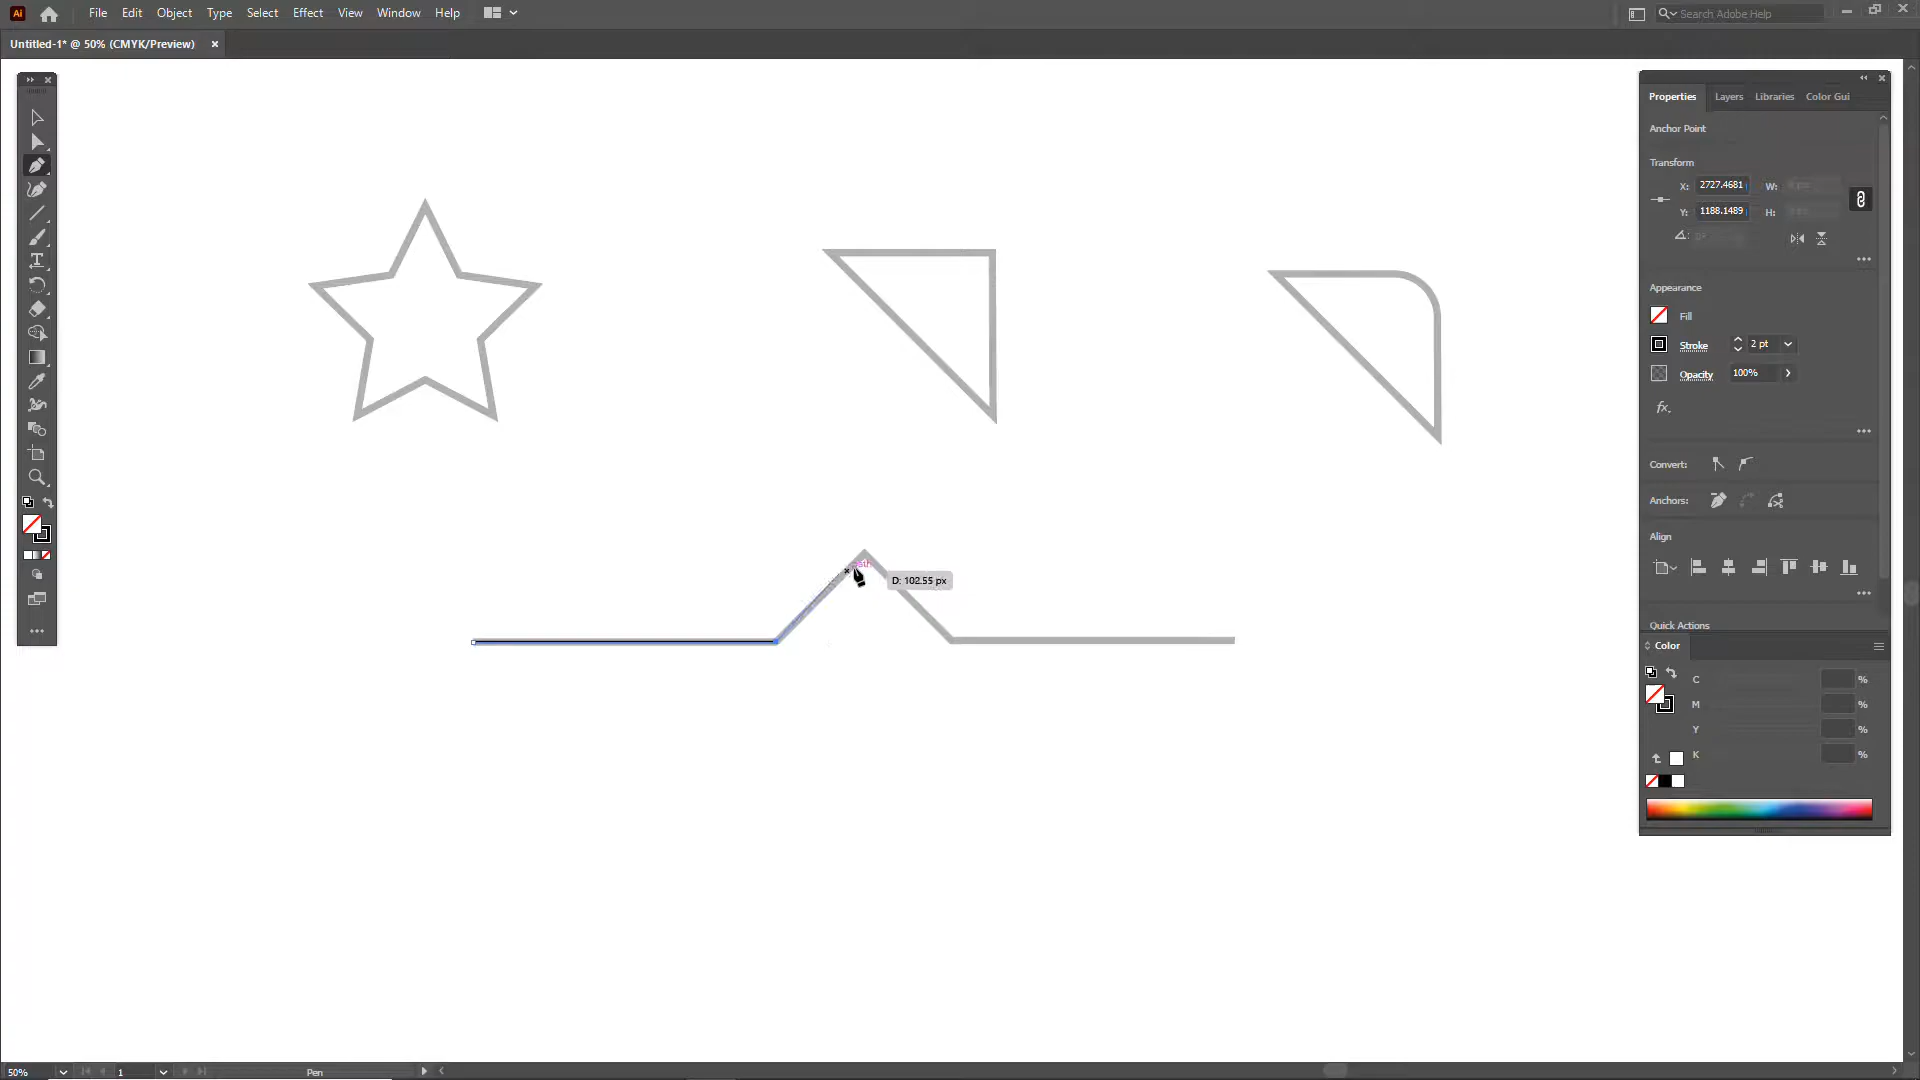 Ai File Edit Object Type Select Effect View Window Help Search Adobe Help
Untitled-1* @ 50% (CMYK/Preview)
Properties Layers Libraries Color Gui
Anchor Point
Transform
X: 2727.4681 W:
Y: 1188.1489 H:
Appearance
Fill
Stroke 2 pt
Opacity 100%
fx.
Convert:
Anchors:
Align
D: 102.55 px
Quick Actions
Color
C %
M %
Y %
K %
50% 1 Pen